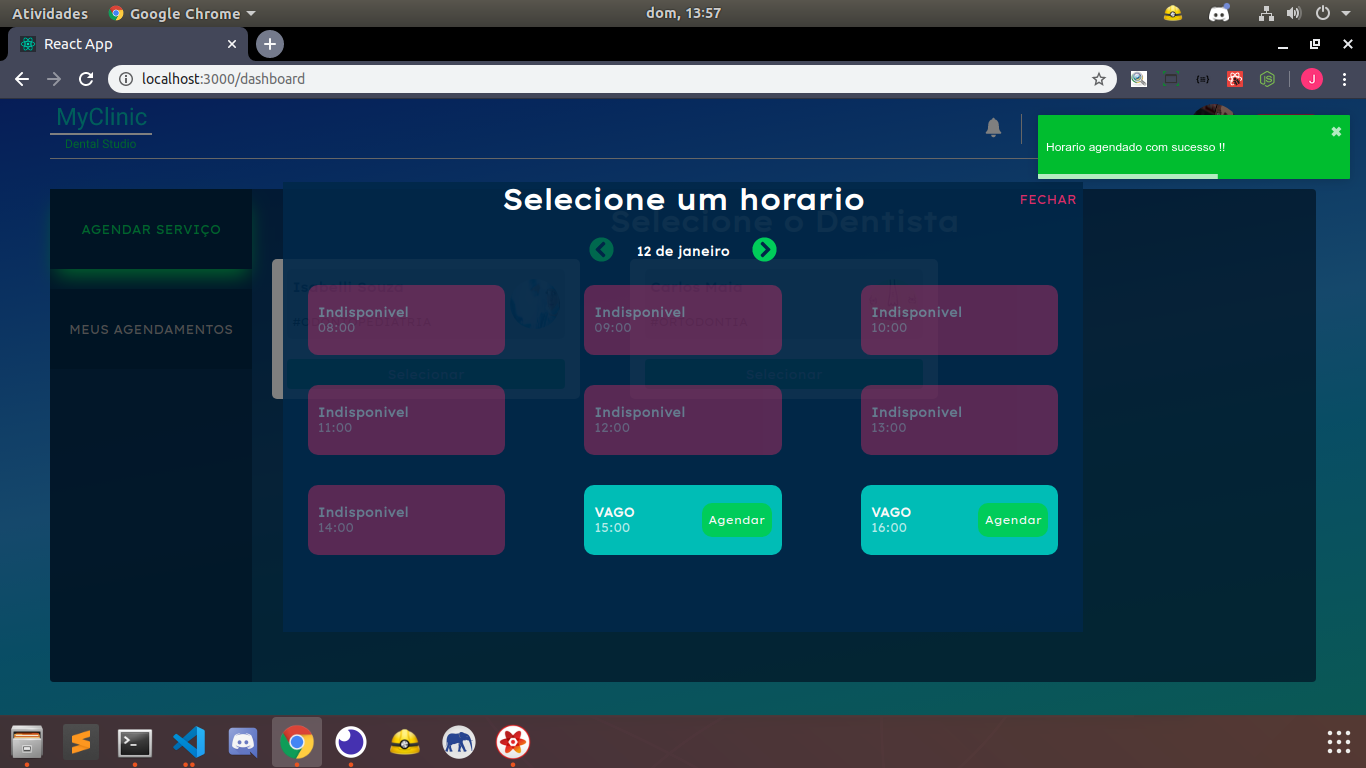 Atividades
Google Chrome
dom, 13:57
React App
localhost:3000/dashboard
J
MyClinic
Dental Studio
Horario agendado com sucesso !!
Selecione um horario
FECHAR
Selecione o Dentista
AGENDAR SERVIÇO
12 de janeiro
MEUS AGENDAMENTOS
Indisponivel
08:00
Indisponivel
09:00
Indisponivel
10:00
Selecionar
Selecionar
Indisponivel
11:00
Indisponivel
12:00
Indisponivel
13:00
Indisponivel
14:00
VAGO
15:00
Agendar
VAGO
16:00
Agendar